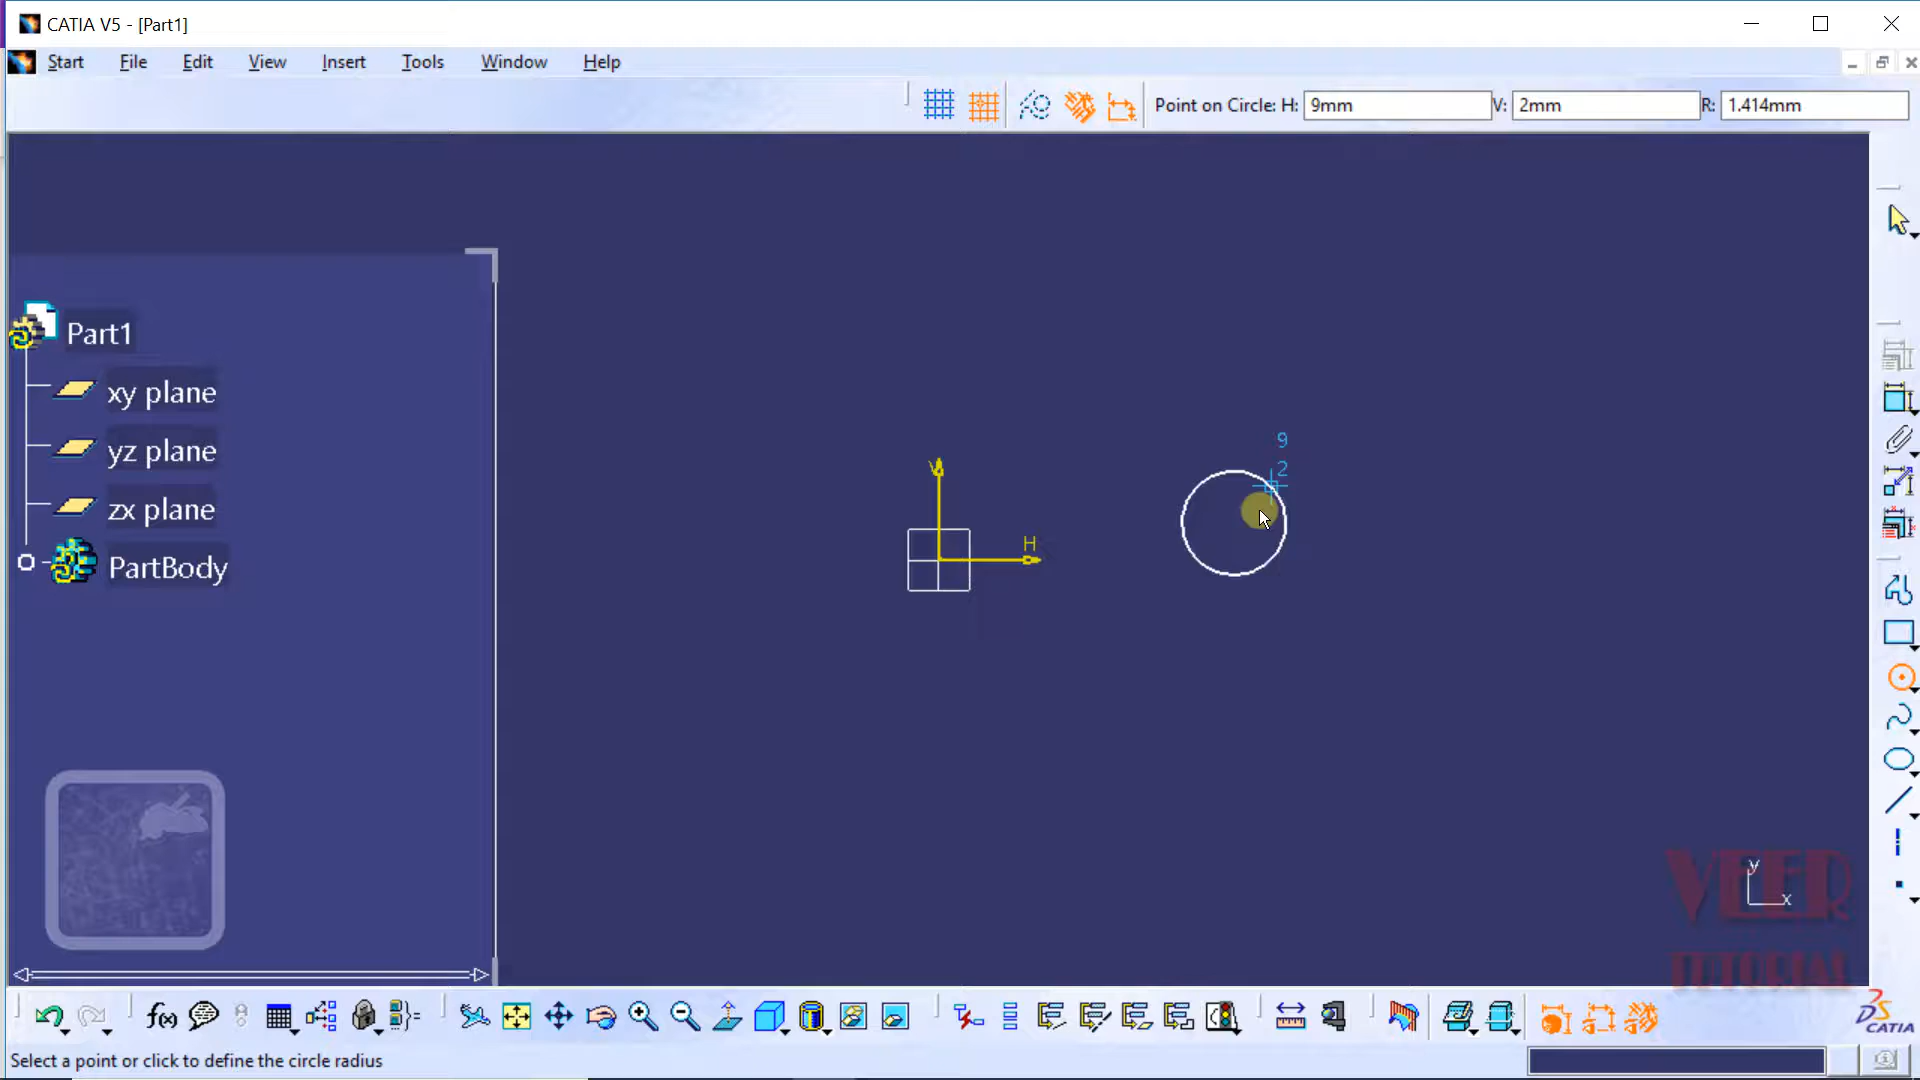 CATIA V5 - [Part1]
Start File Edit View Insert Tools Window Help
Point on Circle: H: 9mm V: 2mm R: 1.414mm
Part1
xy plane
yz plane
zx plane
PartBody
V
H
9
2
y
x
VEER
TUTORIAL
f(x)
CATIA
Select a point or click to define the circle radius